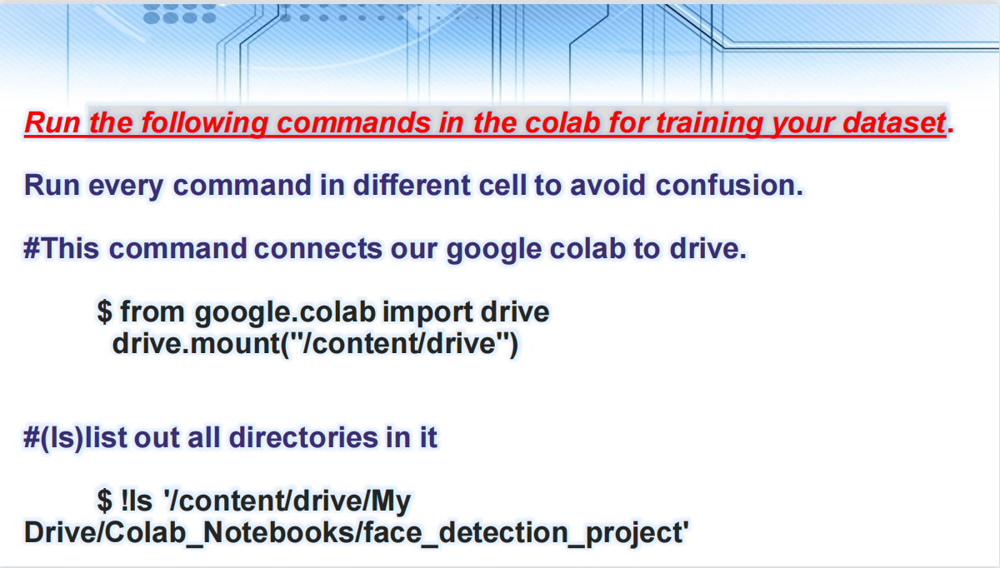 Run the following commands in the colab for training your dataset.
Run every command in different cell to avoid confusion.
#This command connects our google colab to drive.
$ from google.colab import drive
drive.mount("/content/drive")
#(ls)list out all directories in it
$ !ls '/content/drive/My
Drive/Colab_Notebooks/face_detection_project'